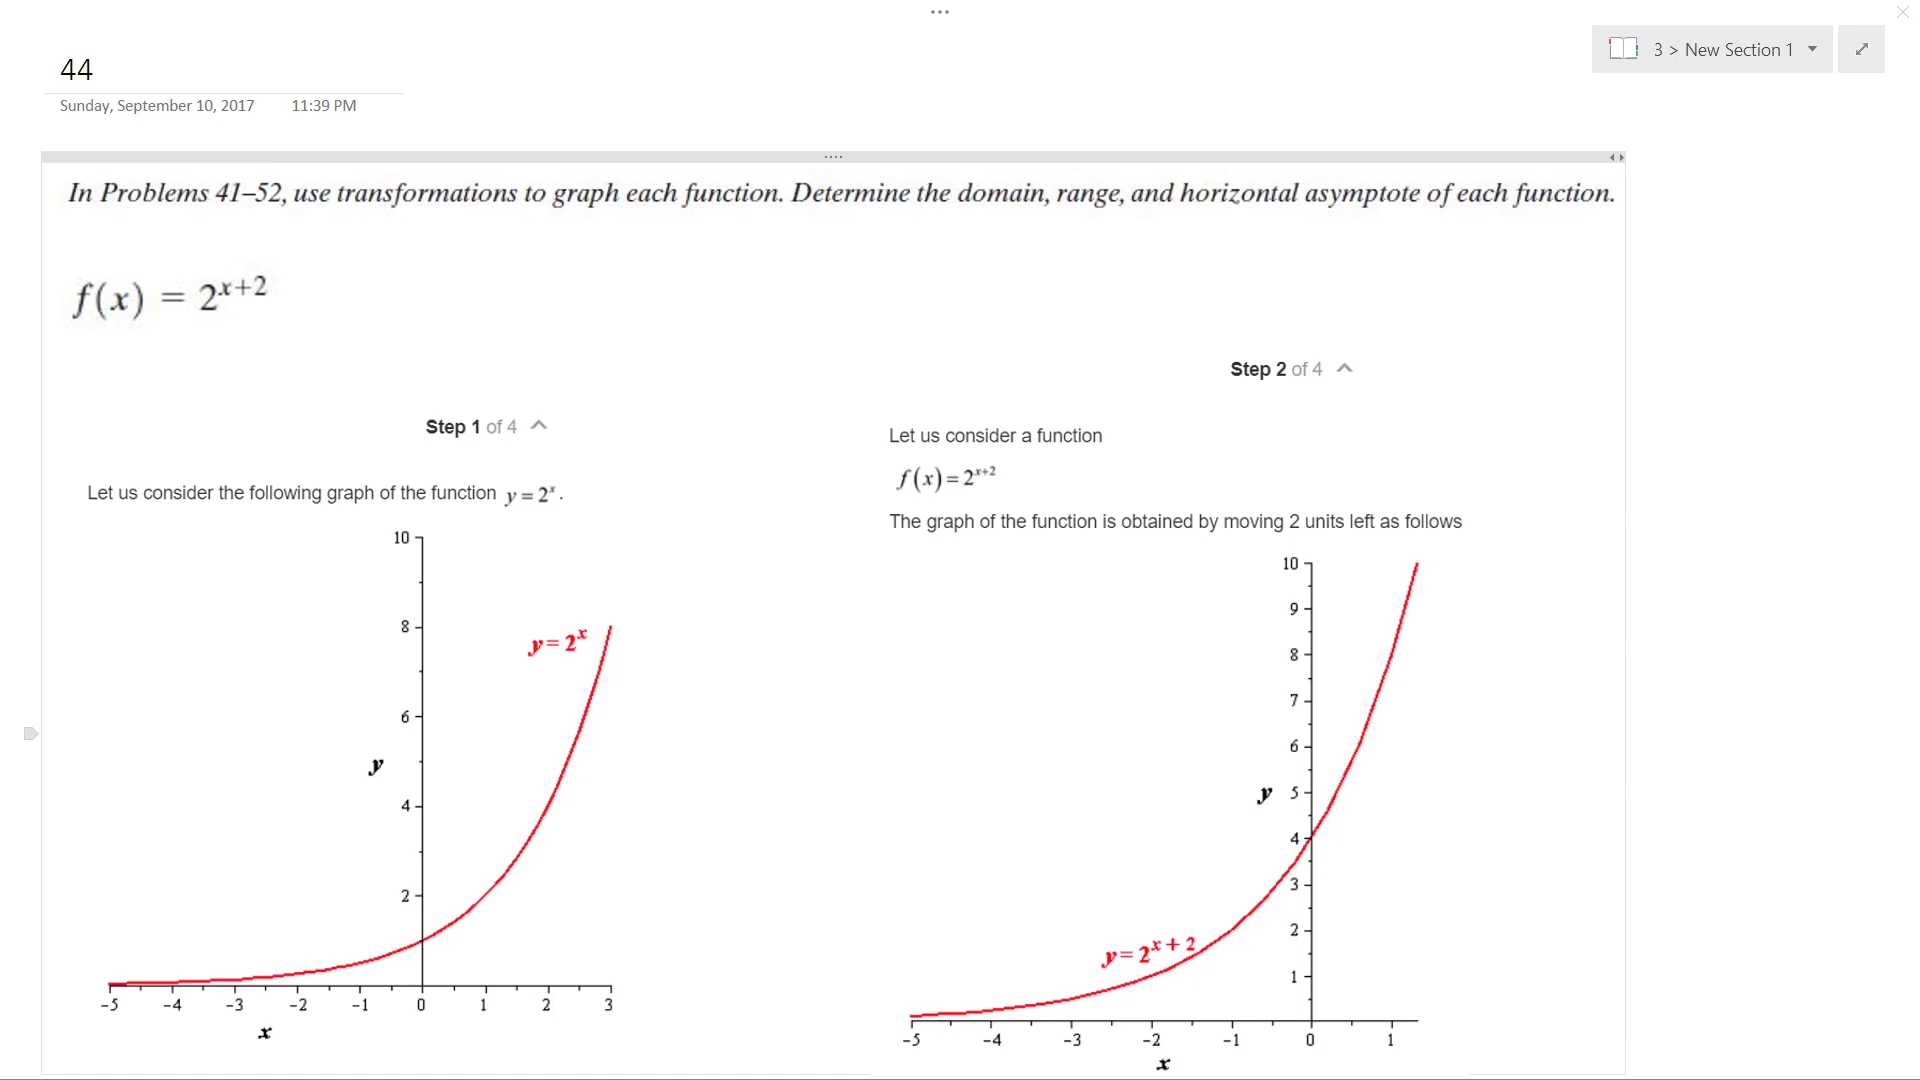 ...
3 > New Section 1
44
Sunday, September 10, 2017 11:39 PM
In Problems 41–52, use transformations to graph each function. Determine the domain, range, and horizontal asymptote of each function.
f(x) = 2^{x+2}
Step 1 of 4
Let us consider the following graph of the function y = 2^x.
10
8
6
4
2
y
y = 2^x
-5 -4 -3 -2 -1 0 1 2 3
x
Step 2 of 4
Let us consider a function
f(x) = 2^{x+2}
The graph of the function is obtained by moving 2 units left as follows
10
9
8
7
6
5
4
3
2
1
y
y = 2^{x+2}
-5 -4 -3 -2 -1 0 1
x